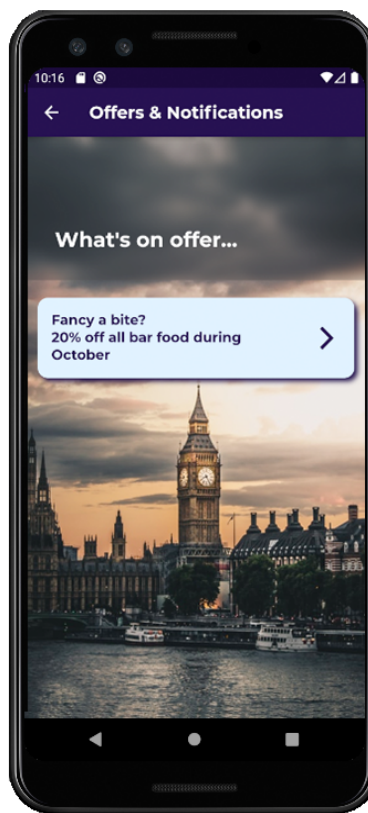 10:16
Offers & Notifications
What's on offer...
Fancy a bite?
20% off all bar food during
October